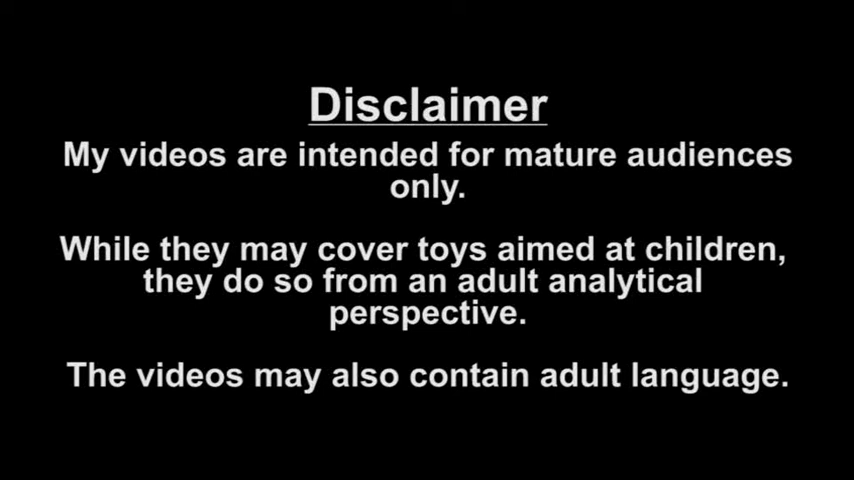 Disclaimer
My videos are intended for mature audiences
only.
While they may cover toys aimed at children,
they do so from an adult analytical
perspective.
The videos may also contain adult language.